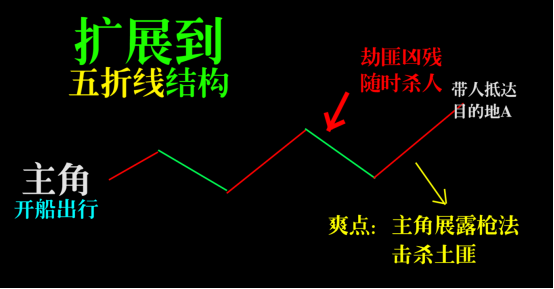 扩展到
五折线结构
劫匪凶残
随时杀人
带人抵达
目的地A
主角
开船出行
爽点: 主角展露枪法
击杀土匪